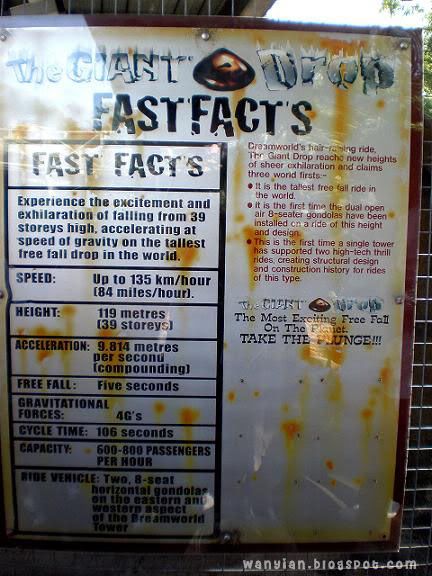 The GIANT Drop
FAST FACT'S
FAST FACT'S
Experience the excitement and
exhilaration of falling from 39
storeys high, accelerating at
speed of gravity on the tallest
free fall drop in the world.
SPEED: Up to 135 km/hour
(84 miles/hour).
HEIGHT: 119 metres
(39 storeys)
ACCELERATION: 9.814 metres
per second
(compounding)
FREE FALL: Five seconds
GRAVITATIONAL
FORCES: 4G's
CYCLE TIME: 106 seconds
CAPACITY: 600-800 PASSENGERS
PER HOUR
RIDE VEHICLE: Two, 8-seat
horizontal gondolas
on the eastern and
western aspect
of the Dreamworld
Tower
Dreamworld's hair-raising ride,
The Giant Drop reache new heights
of sheer exhilaration and claims
three world firsts:-
It is the tallest free fall ride in
the world.
It is the first time the dual open
air 8-seater gondolas have been
installed on a ride of this height
and design.
This is the first time a single tower
has supported two high-tech thrill
rides, creating structural design
and construction history for rides
of this type.
The GIANT Drop
The Most Exciting Free Fall
On The Planet.
TAKE THE PLUNGE!!!
wanyian.blogspot.com